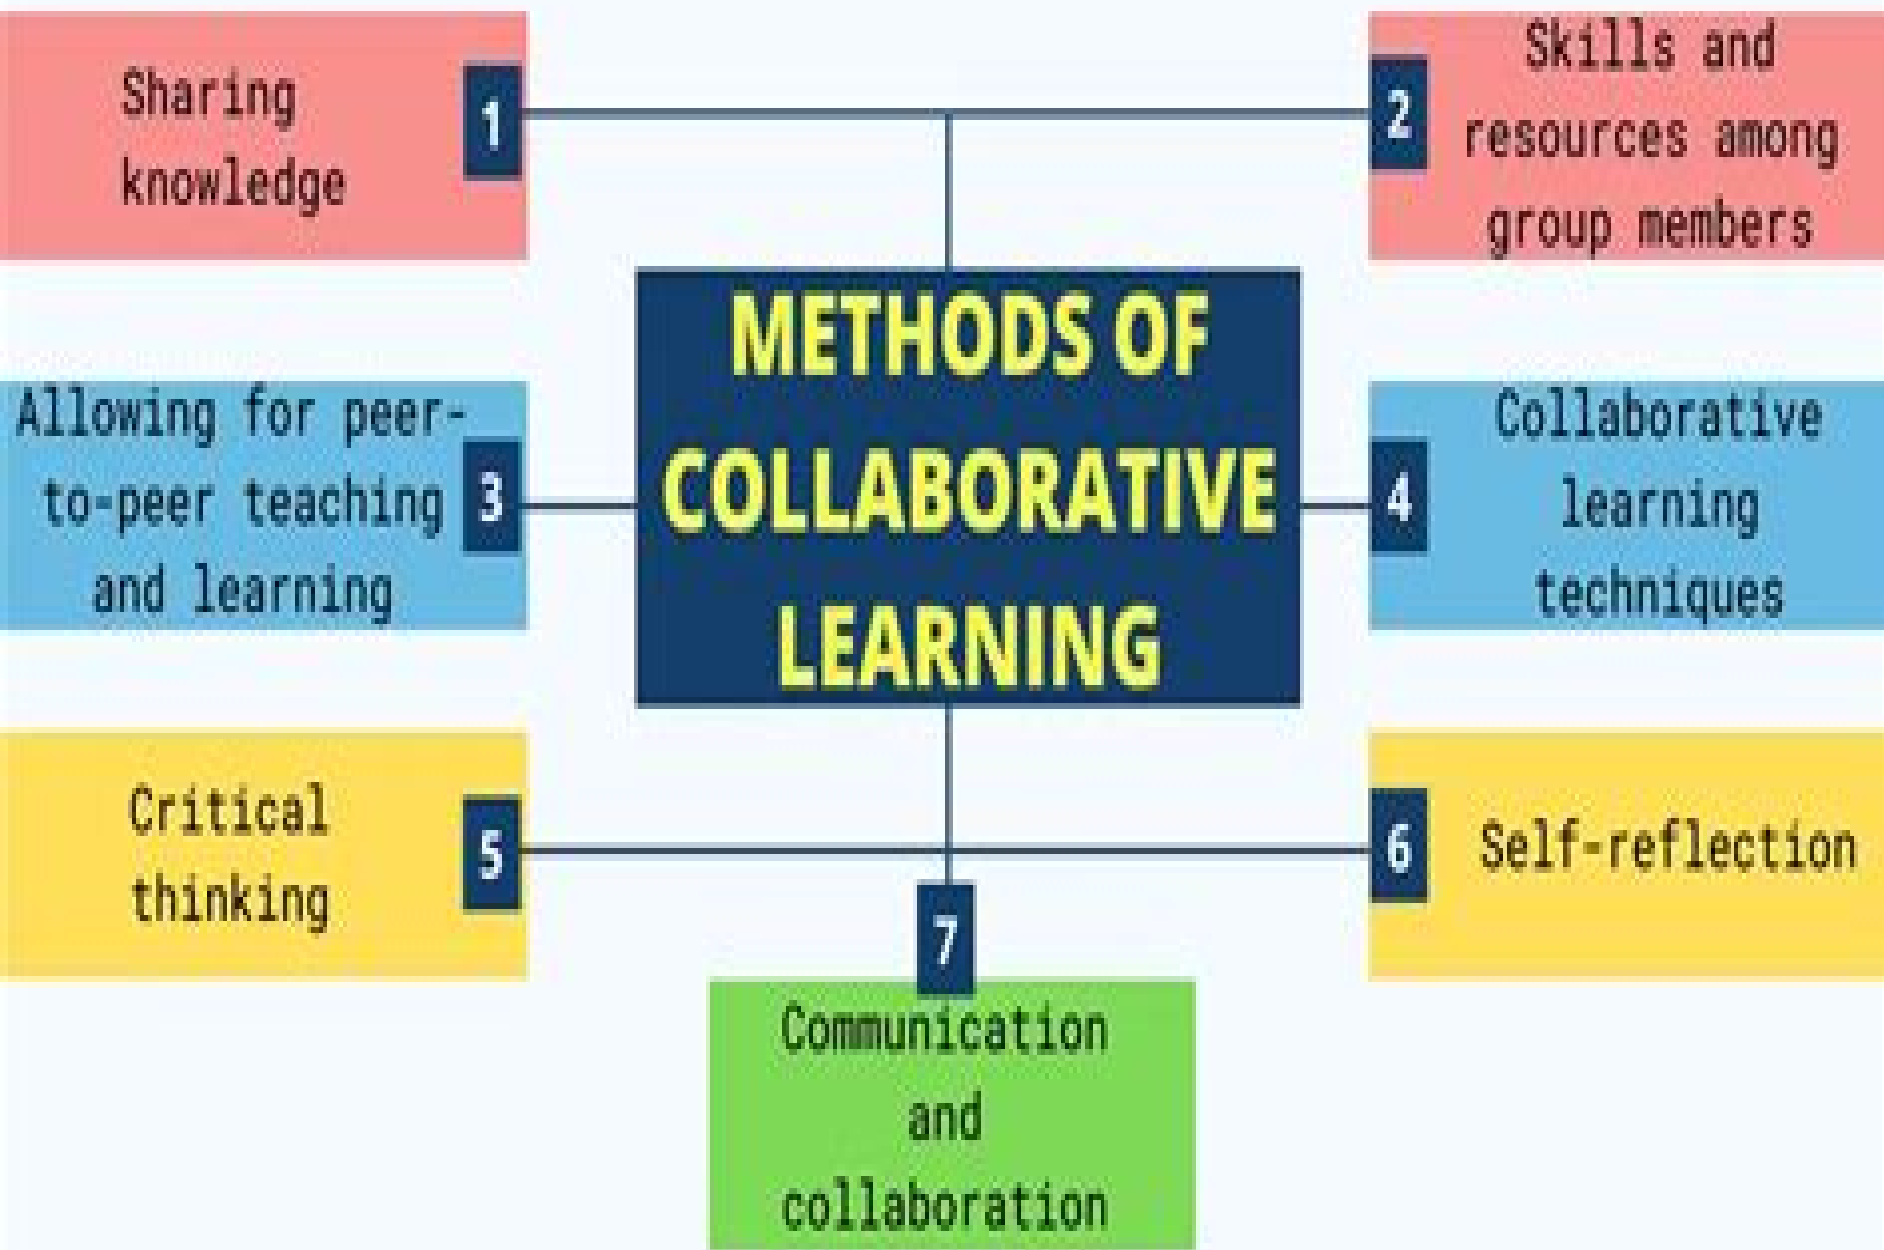 Sharing
knowledge
1
2
Skills and
resources among
group members
METHODS OF
COLLABORATIVE
LEARNING
Allowing for peer-
to-peer teaching
and learning
3
4
Collaborative
learning
techniques
Critical
thinking
5
6
Self-reflection
7
Communication
and
collaboration